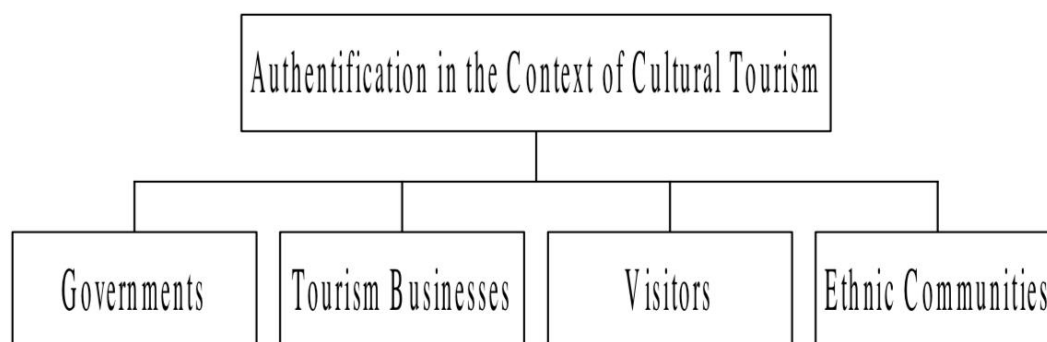 Authentification in the Context of Cultural Tourism
Governments
Tourism Businesses
Visitors
Ethnic Communities